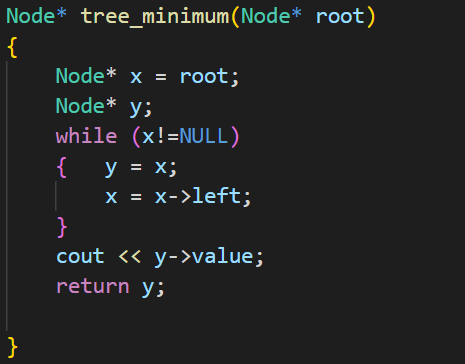 Node* tree_minimum(Node* root)
{
    Node* x = root;
    Node* y;
    while (x!=NULL)
    {   y = x;
        x = x->left;
    }
    cout << y->value;
    return y;

}